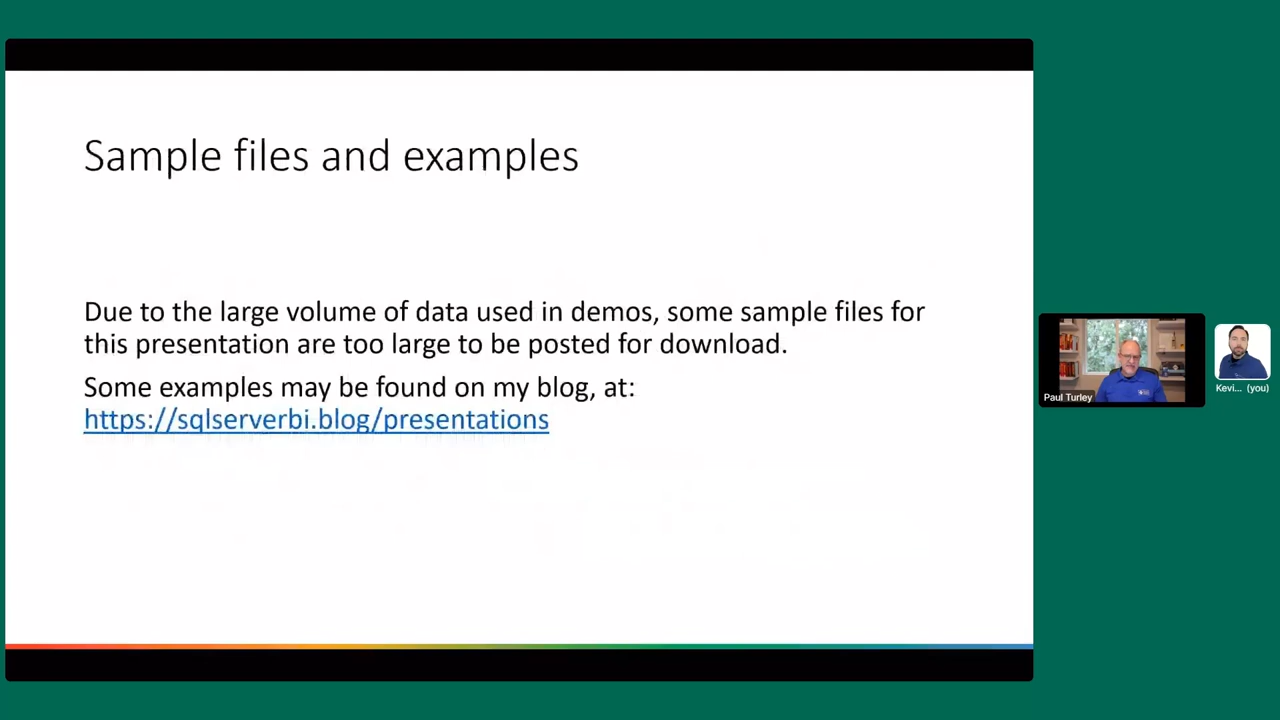 Sample files and examples
Due to the large volume of data used in demos, some sample files for
this presentation are too large to be posted for download.
Some examples may be found on my blog, at:
https://sqlserverbi.blog/presentations
Paul Turley
Kevi... (you)